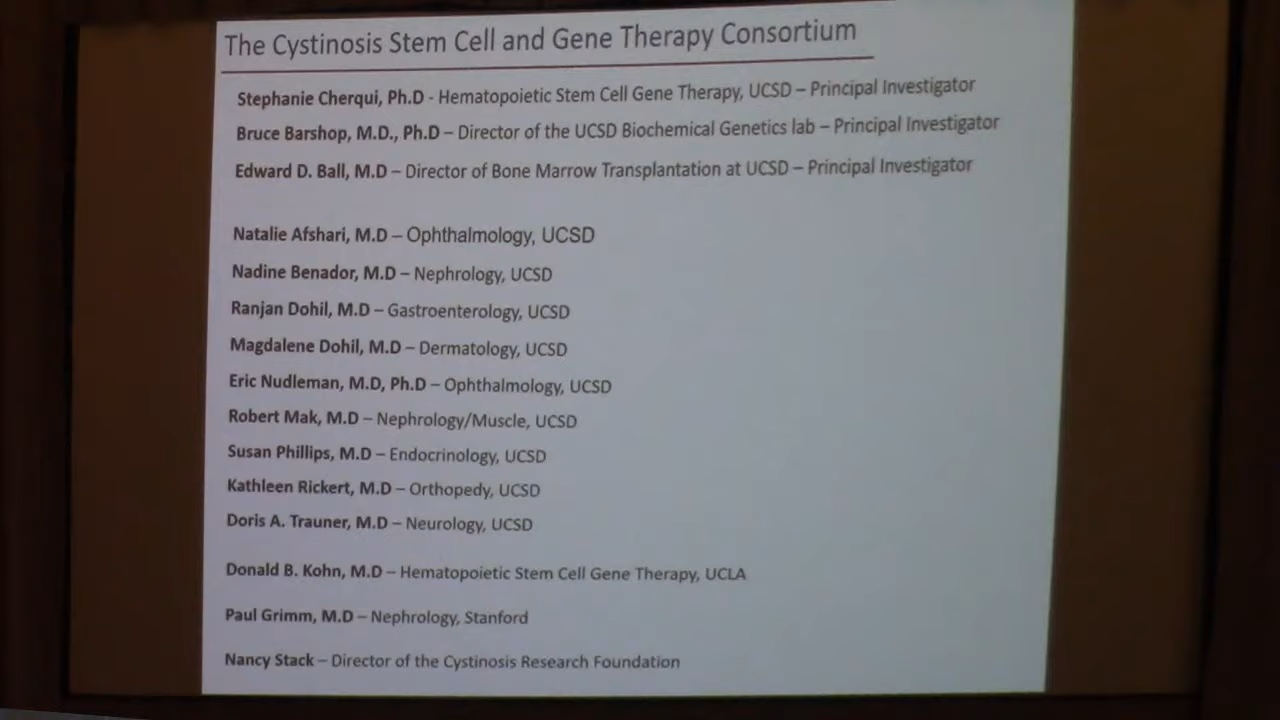 The Cystinosis Stem Cell and Gene Therapy Consortium
Stephanie Cherqui, Ph.D - Hematopoietic Stem Cell Gene Therapy, UCSD – Principal Investigator
Bruce Barshop, M.D., Ph.D – Director of the UCSD Biochemical Genetics lab – Principal Investigator
Edward D. Ball, M.D – Director of Bone Marrow Transplantation at UCSD – Principal Investigator
Natalie Afshari, M.D – Ophthalmology, UCSD
Nadine Benador, M.D – Nephrology, UCSD
Ranjan Dohil, M.D – Gastroenterology, UCSD
Magdalene Dohil, M.D – Dermatology, UCSD
Eric Nudleman, M.D, Ph.D – Ophthalmology, UCSD
Robert Mak, M.D – Nephrology/Muscle, UCSD
Susan Phillips, M.D – Endocrinology, UCSD
Kathleen Rickert, M.D – Orthopedy, UCSD
Doris A. Trauner, M.D – Neurology, UCSD
Donald B. Kohn, M.D – Hematopoietic Stem Cell Gene Therapy, UCLA
Paul Grimm, M.D – Nephrology, Stanford
Nancy Stack – Director of the Cystinosis Research Foundation